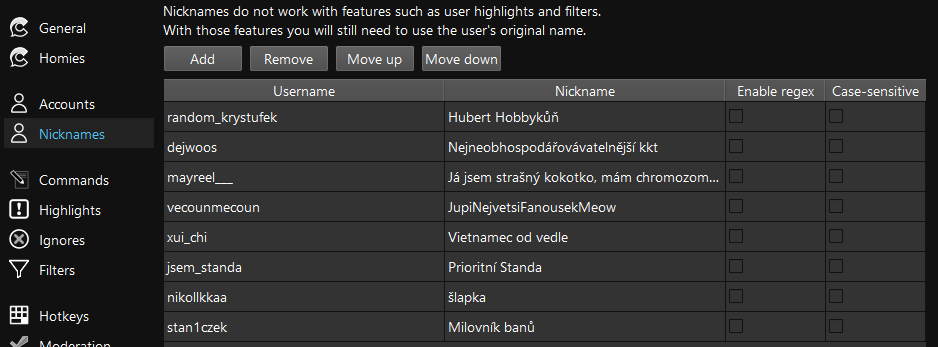 Nicknames do not work with features such as user highlights and filters.
With those features you will still need to use the user's original name.
General
Homies
Accounts
Nicknames
Commands
Highlights
Ignores
Filters
Hotkeys
Moderation
Add Remove Move up Move down
Username Nickname Enable regex Case-sensitive
random_krystufek Hubert Hobbykůň
dejwoos Nejneobhospodářovávatelnější kkt
mayreel___ Já jsem strašný kokotko, mám chromozom...
vecounmecoun JupiNejvetsiFanousekMeow
xui_chi Vietnamec od vedle
jsem_standa Prioritní Standa
nikollkkaa šlapka
stan1czek Milovník banů